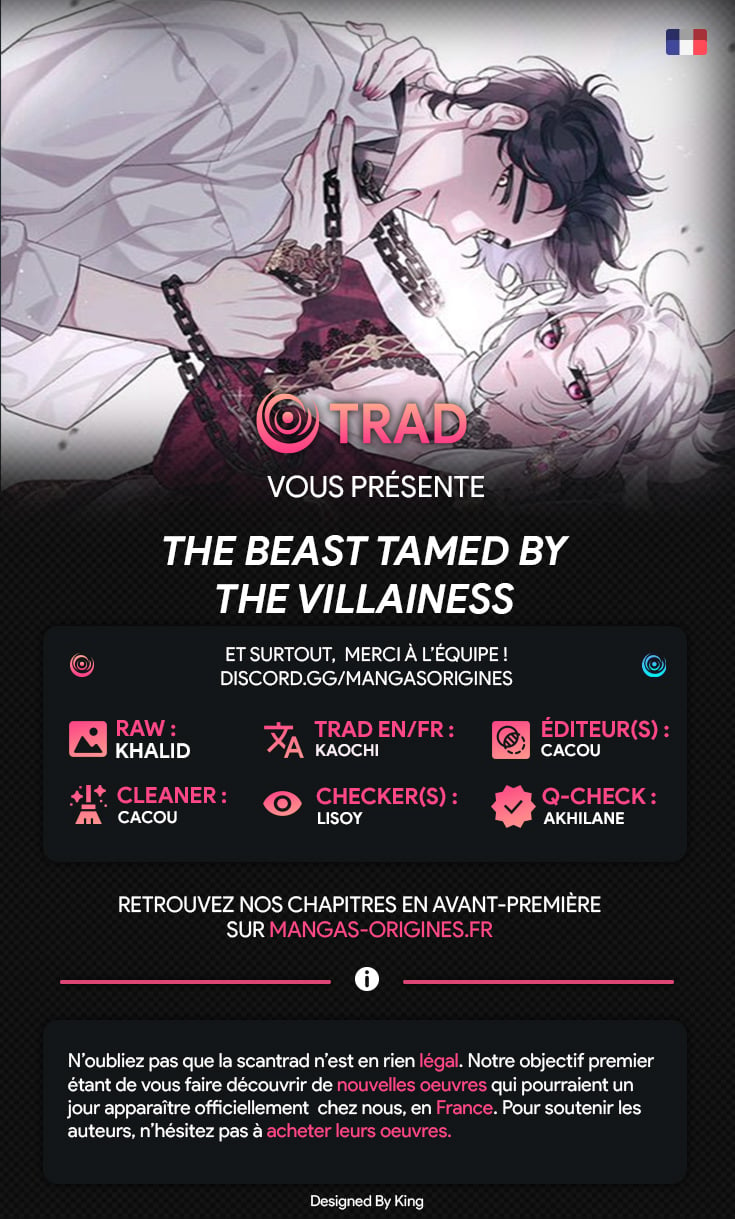 TRAD
VOUS PRÉSENTE
THE BEAST TAMED BY
THE VILLAINESS
ET SURTOUT, MERCI À L'ÉQUIPE !
DISCORD.GG/MANGASORIGINES
RAW :
KHALID
TRAD EN/FR :
KAOCHI
ÉDITEUR(S) :
CACOU
CLEANER :
CACOU
CHECKER(S) :
LISOY
Q-CHECK :
AKHILANE
RETROUVEZ NOS CHAPITRES EN AVANT-PREMIÈRE
SUR MANGAS-ORIGINES.FR
N'oubliez pas que la scantrad n'est en rien légal. Notre objectif premier
étant de vous faire découvrir de nouvelles oeuvres qui pourraient un
jour apparaître officiellement chez nous, en France. Pour soutenir les
auteurs, n'hésitez pas à acheter leurs oeuvres.
Designed By King